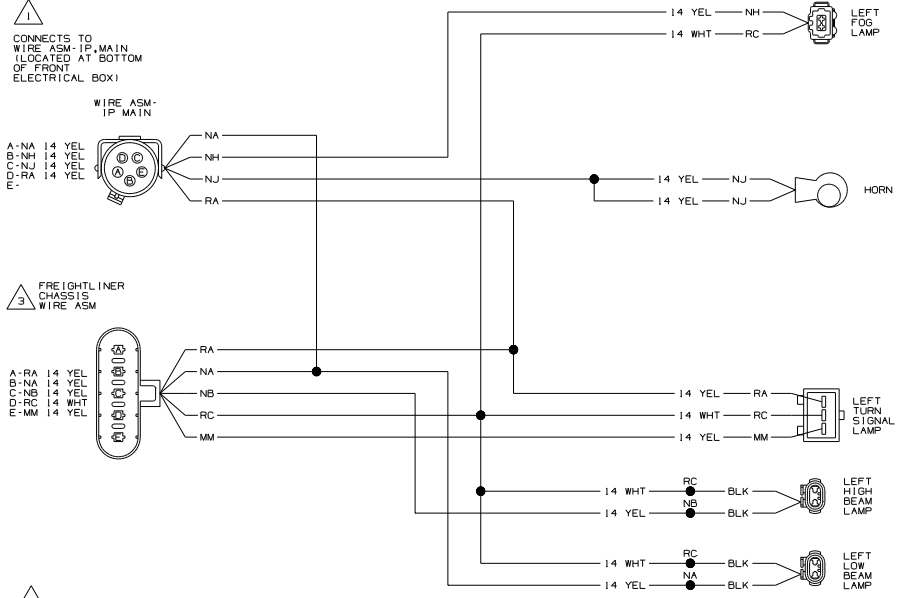 1
CONNECTS TO
WIRE ASM-IP,MAIN
(LOCATED AT BOTTOM
OF FRONT
ELECTRICAL BOX)
WIRE ASM-
IP MAIN
A-NA 14 YEL
B-NH 14 YEL
C-NJ 14 YEL
D-RA 14 YEL
E-
D C
A E
B
NA
NH
NJ
RA
14 YEL NH
14 WHT RC
LEFT
FOG
LAMP
14 YEL NJ
14 YEL NJ
HORN
3
FREIGHTLINER
CHASSIS
WIRE ASM
A-RA 14 YEL
B-NA 14 YEL
C-NB 14 YEL
D-RC 14 WHT
E-MM 14 YEL
A
B
C
D
E
RA
NA
NB
RC
MM
14 YEL RA
14 WHT RC
14 YEL MM
LEFT
TURN
SIGNAL
LAMP
14 WHT RC BLK
14 YEL NB BLK
LEFT
HIGH
BEAM
LAMP
14 WHT RC BLK
14 YEL NA BLK
LEFT
LOW
BEAM
LAMP